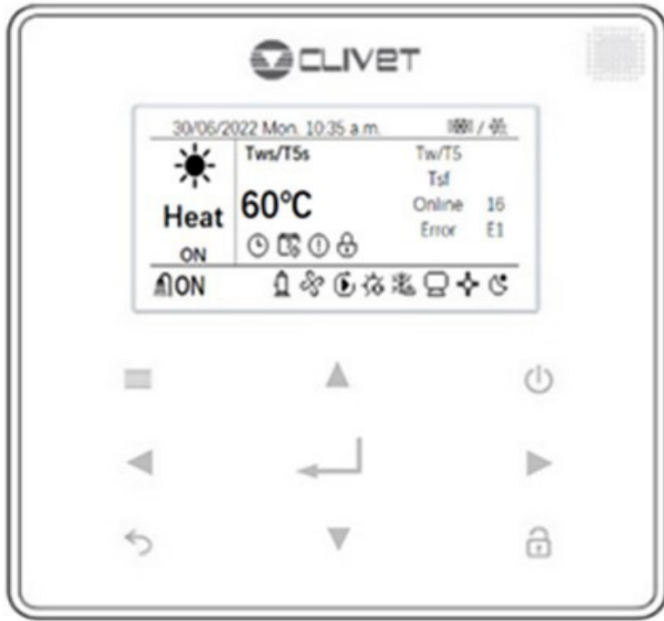 CLIVET
30/06/2022 Mon. 10:35 a.m. /
Tws/T5s
Tw/T5
Tsf
60°C
Heat
Online 16
Error E1
ON
ON